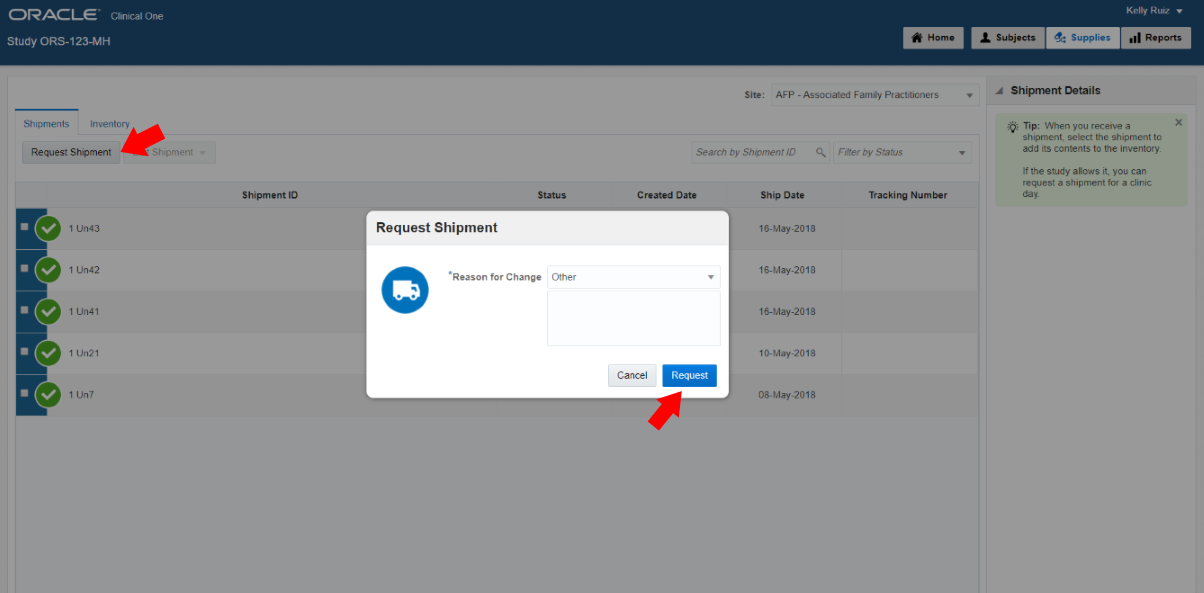 ORACLE® Clinical One
Kelly Ruiz
Study ORS-123-MH
Home
Subjects
Supplies
Reports
Site: AFP - Associated Family Practitioners
Shipment Details
Shipments
Inventory
Request Shipment
Shipment
Search by Shipment ID
Filter by Status
Tip: When you receive a
shipment, select the shipment to
add its contents to the inventory.
If the study allows it, you can
request a shipment for a clinic
day.
Shipment ID
Status
Created Date
Ship Date
Tracking Number
1 Un43
16-May-2018
1 Un42
16-May-2018
1 Un41
16-May-2018
1 Un21
10-May-2018
1 Un7
08-May-2018
Request Shipment
*Reason for Change
Other
Cancel
Request